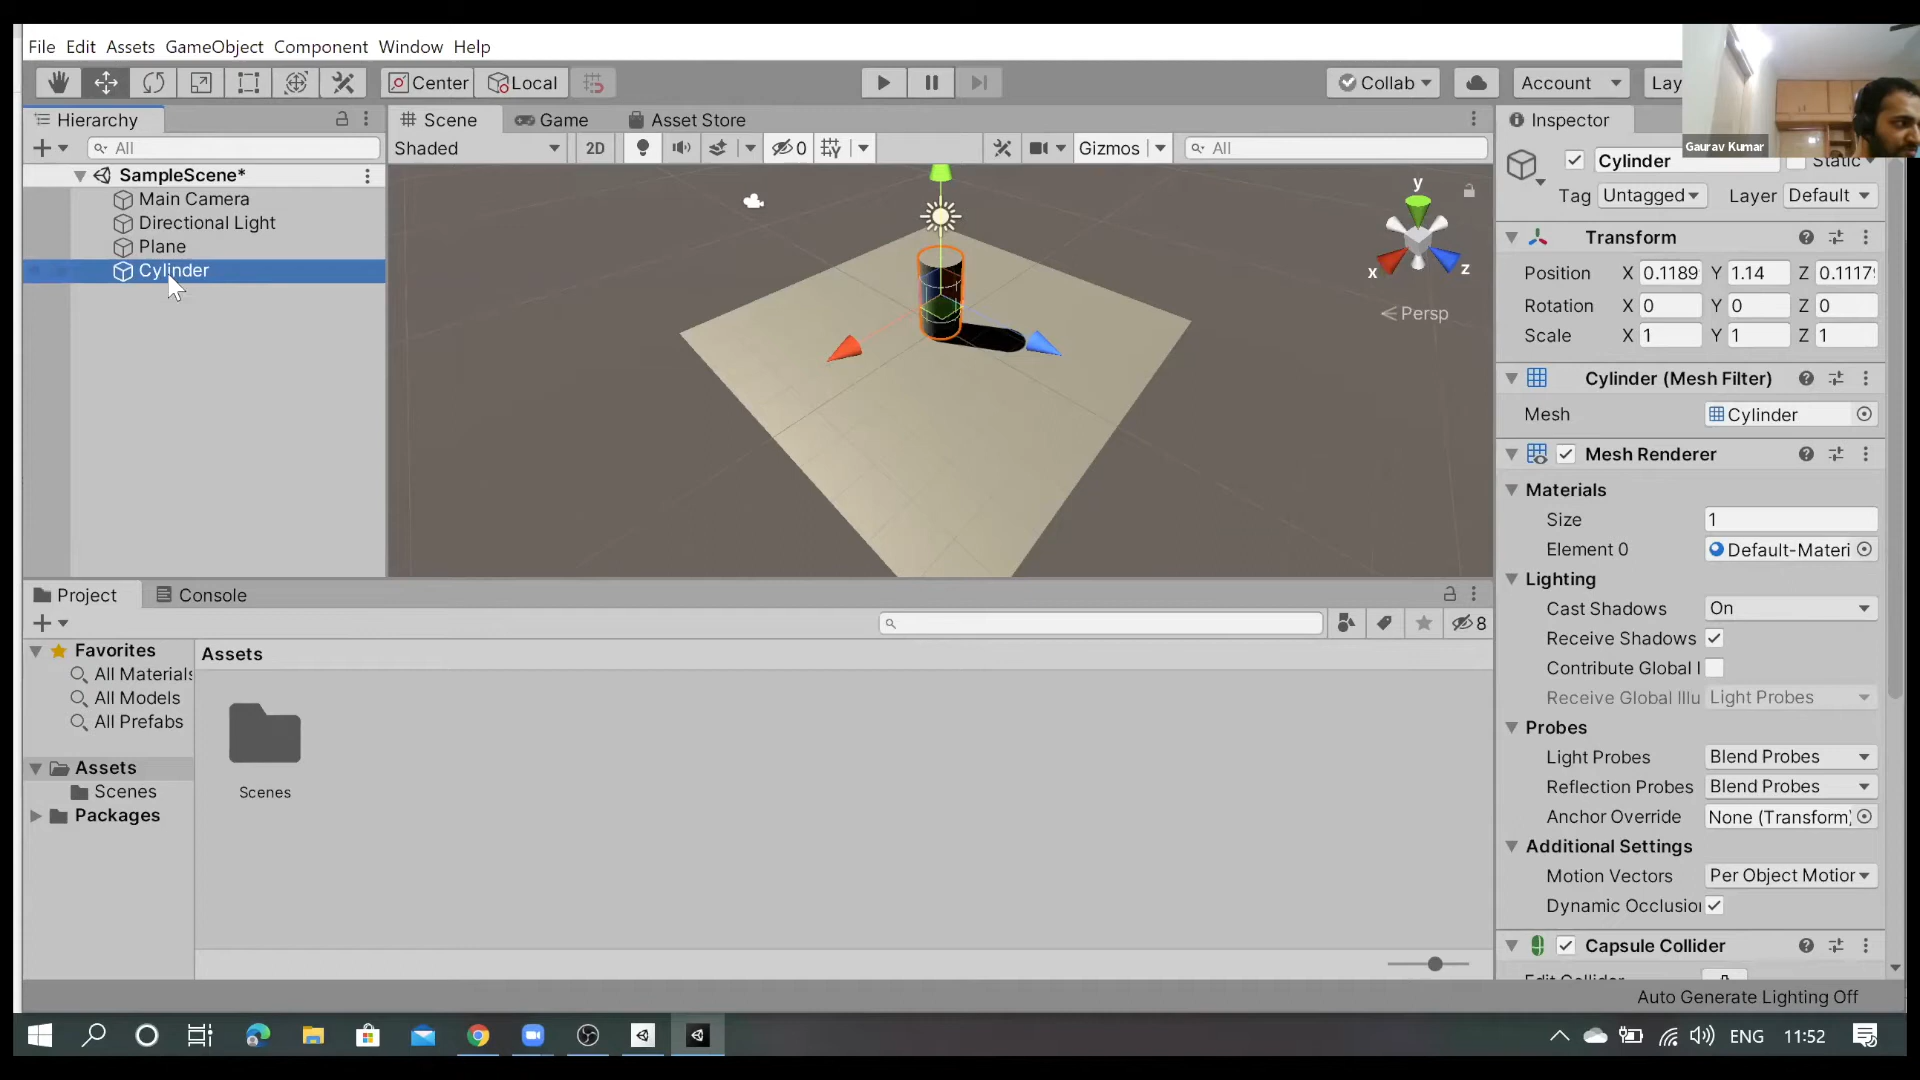 File Edit Assets GameObject Component Window Help
Center Local Collab Account Lay
Gaurav Kumar
Hierarchy
All
SampleScene*
Main Camera
Directional Light
Plane
Cylinder
Scene Game Asset Store
Shaded 2D 0 Gizmos All
y
x z
Persp
Inspector
Cylinder Static
Tag Untagged Layer Default
Transform
Position X 0.1189 Y 1.14 Z 0.1117
Rotation X 0 Y 0 Z 0
Scale X 1 Y 1 Z 1
Cylinder (Mesh Filter)
Mesh Cylinder
Mesh Renderer
Materials
Size 1
Element 0 Default-Materi
Lighting
Cast Shadows On
Receive Shadows
Contribute Global I
Receive Global Illu Light Probes
Probes
Light Probes Blend Probes
Reflection Probes Blend Probes
Anchor Override None (Transform)
Additional Settings
Motion Vectors Per Object Motion
Dynamic Occlusion
Capsule Collider
Edit Collider
Project Console
8
Favorites
All Materials
All Models
All Prefabs
Assets
Scenes
Packages
Assets
Scenes
Auto Generate Lighting Off
ENG 11:52